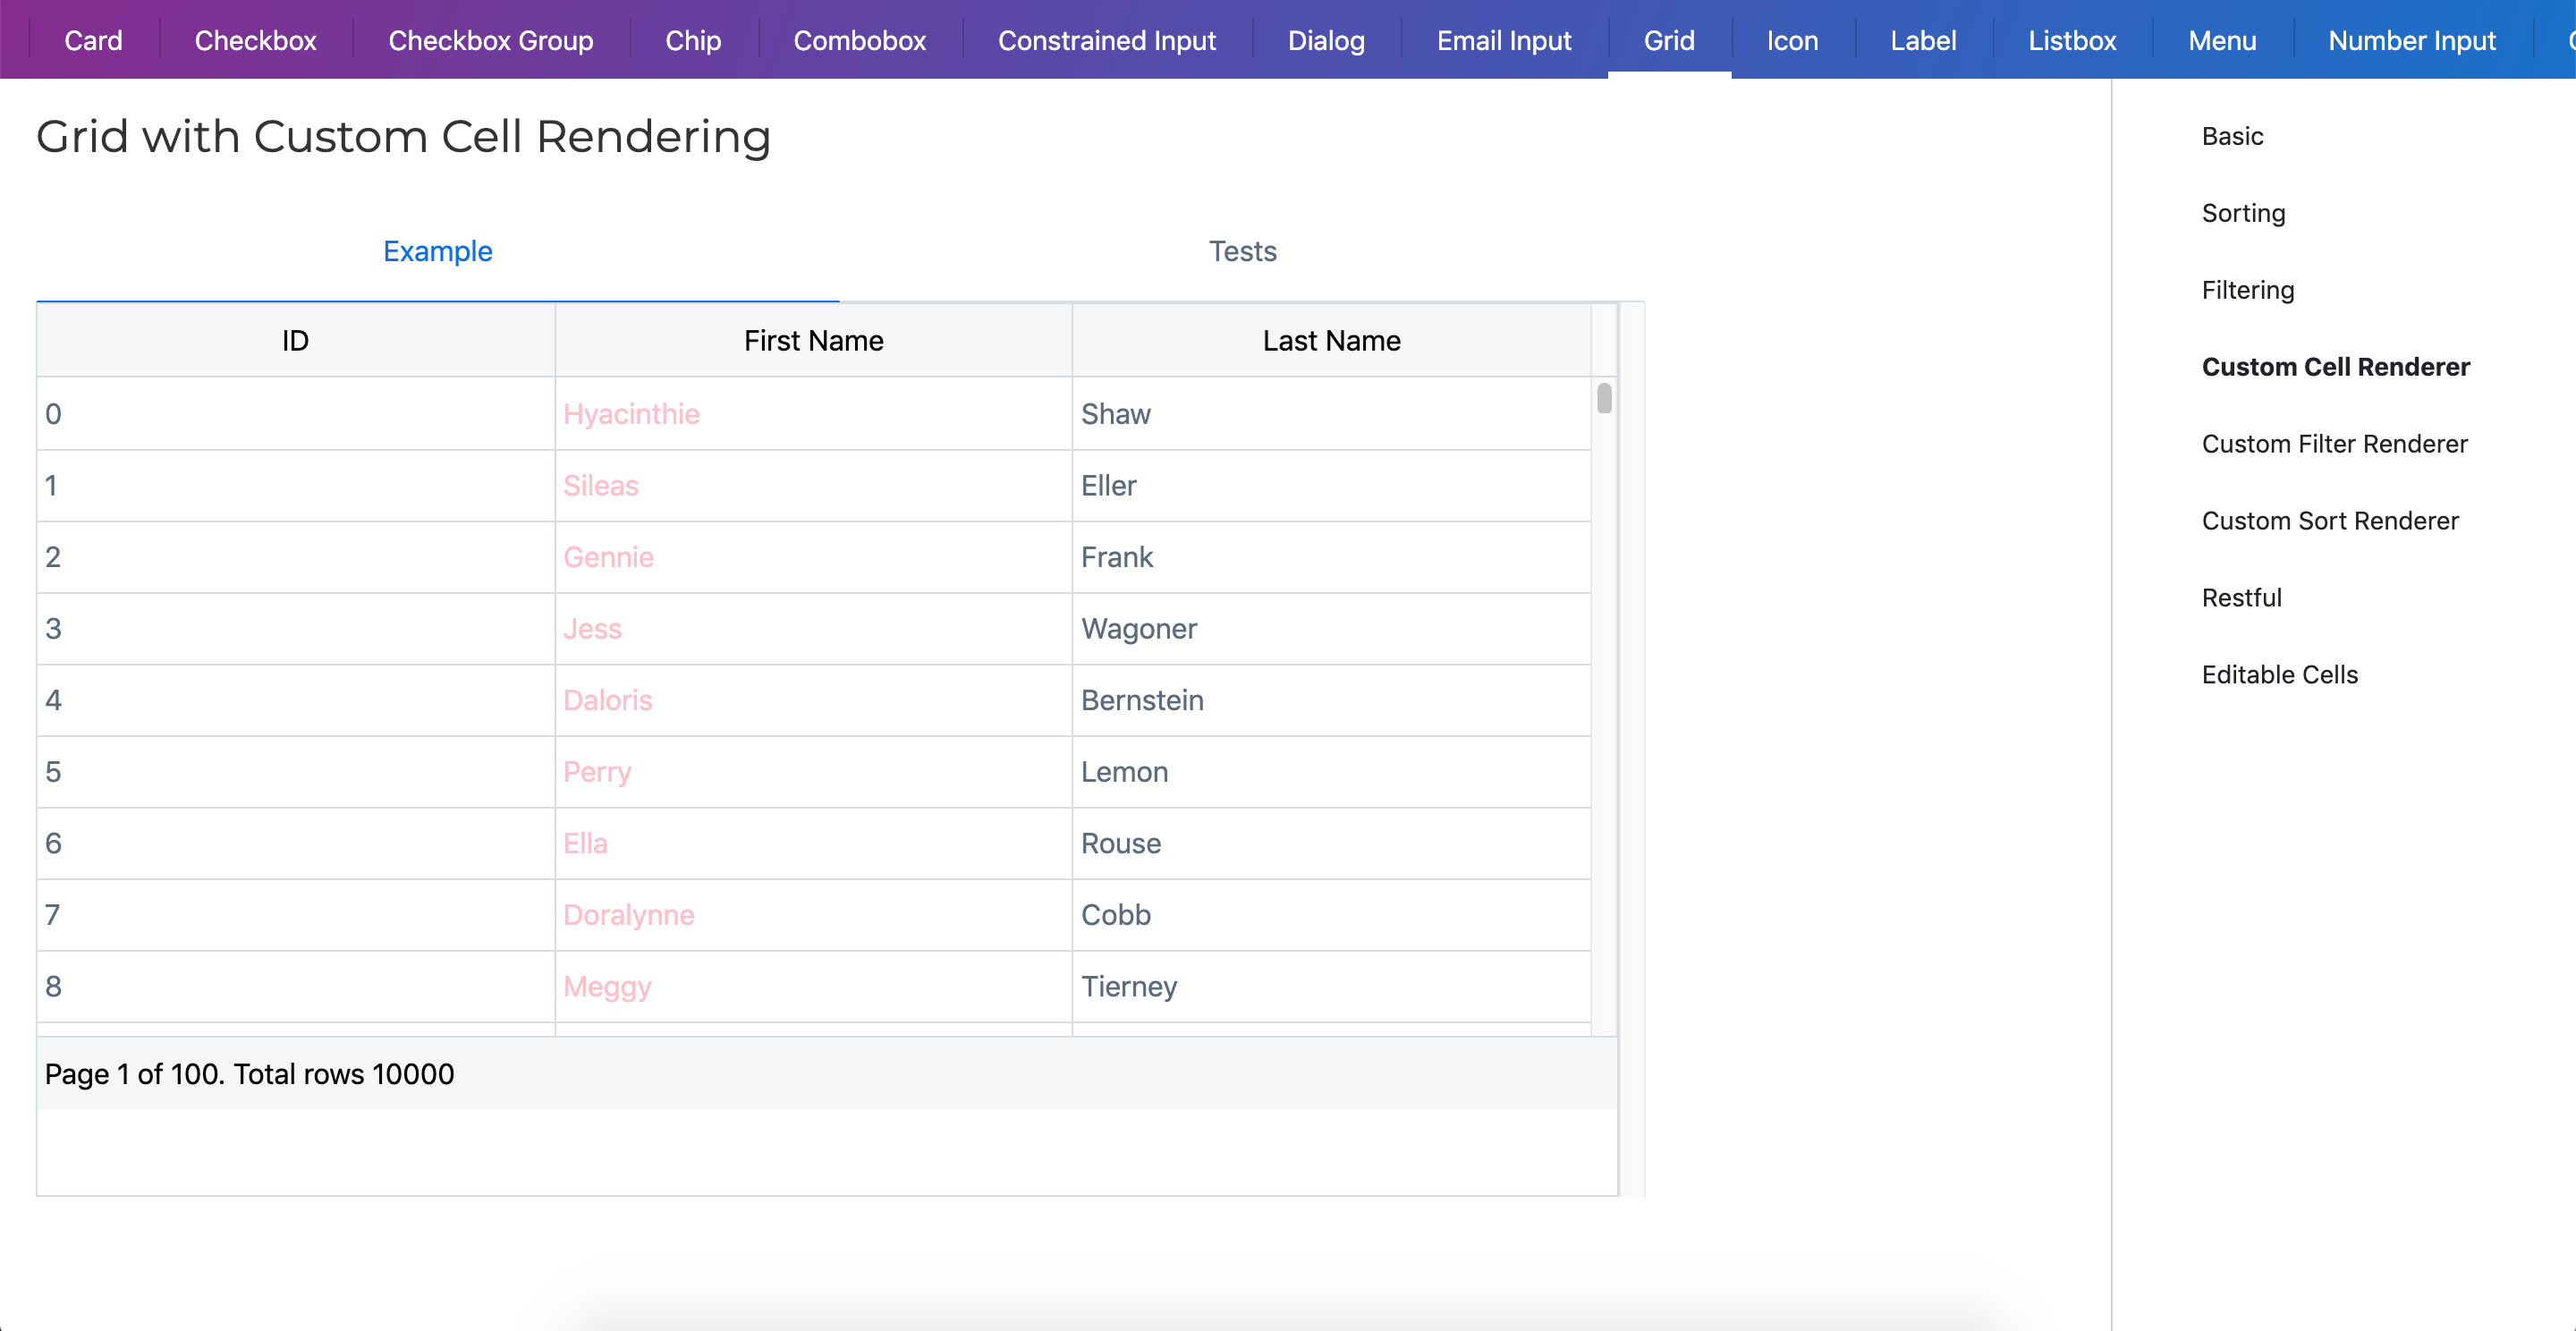 Card Checkbox Checkbox Group Chip Combobox Constrained Input Dialog Email Input Grid Icon Label Listbox Menu Number Input
Grid with Custom Cell Rendering
Example Tests
ID First Name Last Name
0 Hyacinthie Shaw
1 Sileas Eller
2 Gennie Frank
3 Jess Wagoner
4 Daloris Bernstein
5 Perry Lemon
6 Ella Rouse
7 Doralynne Cobb
8 Meggy Tierney
Page 1 of 100. Total rows 10000
Basic
Sorting
Filtering
Custom Cell Renderer
Custom Filter Renderer
Custom Sort Renderer
Restful
Editable Cells